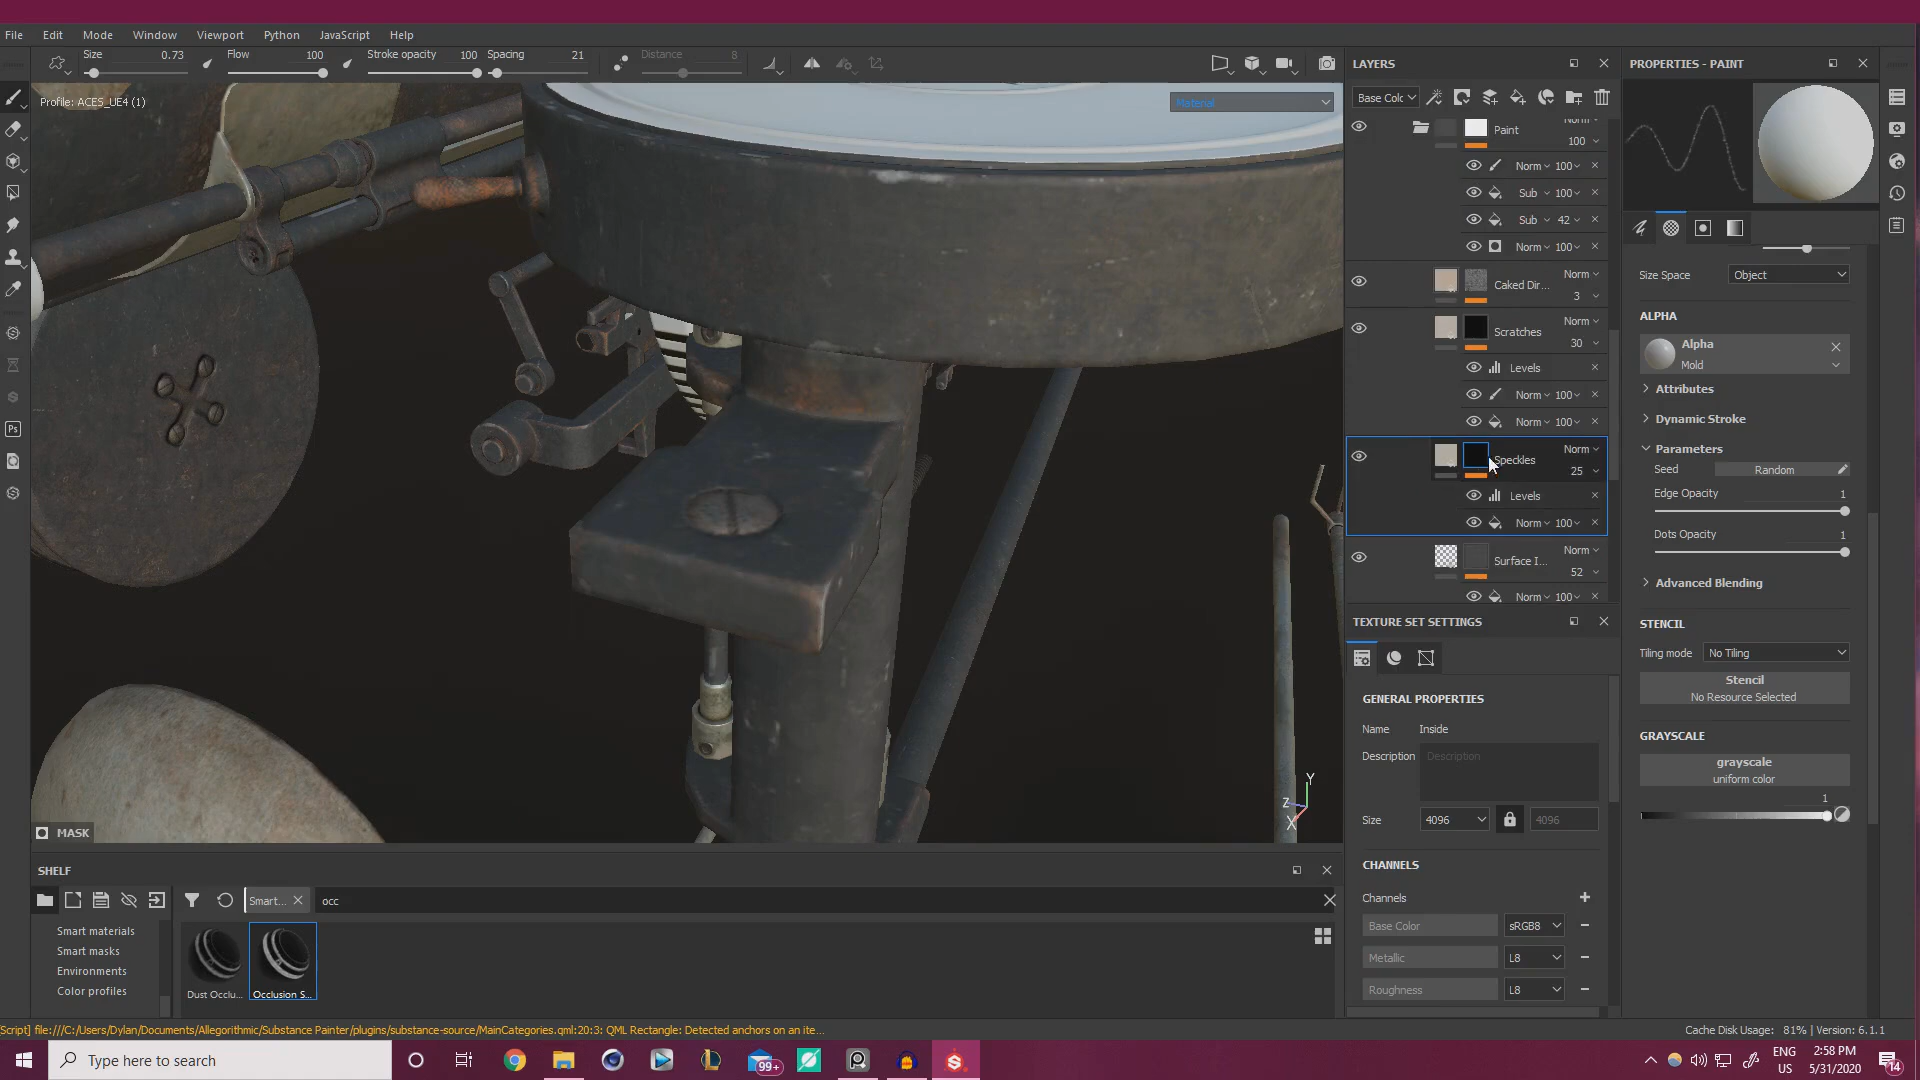 File Edit Mode Window Viewport Python JavaScript Help
Size 0.73 Flow 100 Stroke opacity 100 Spacing 21 Distance 8
Profile: ACES_UE4 (1)
Material
MASK
Y
Z
X
LAYERS
Base Colc
Paint Norm
100
Norm 100
Sub 100
Sub 42
Norm 100
Caked Dir... Norm
3
Scratches Norm
30
Levels
Norm 100
Norm 100
Speckles Norm
25
Levels
Norm 100
Surface I... Norm
52
Norm 100
TEXTURE SET SETTINGS
GENERAL PROPERTIES
Name Inside
Description Description
Size 4096 4096
CHANNELS
Channels
Base Color sRGB8
Metallic L8
Roughness L8
PROPERTIES - PAINT
Size Space Object
ALPHA
Alpha
Mold
Attributes
Dynamic Stroke
Parameters
Seed Random
Edge Opacity 1
Dots Opacity 1
Advanced Blending
STENCIL
Tiling mode No Tiling
Stencil
No Resource Selected
GRAYSCALE
grayscale
uniform color
1
SHELF
Smart... occ
Smart materials
Smart masks
Environments
Color profiles
Dust Occlu... Occlusion S...
Ps
Script] file:///C:/Users/Dylan/Documents/Allegorithmic/Substance Painter/plugins/substance-source/MainCategories.qml:20:3: QML Rectangle: Detected anchors on an ite...
Cache Disk Usage: 81% | Version: 6.1.1
Type here to search
99+
ENG
US
2:58 PM
5/31/2020
14